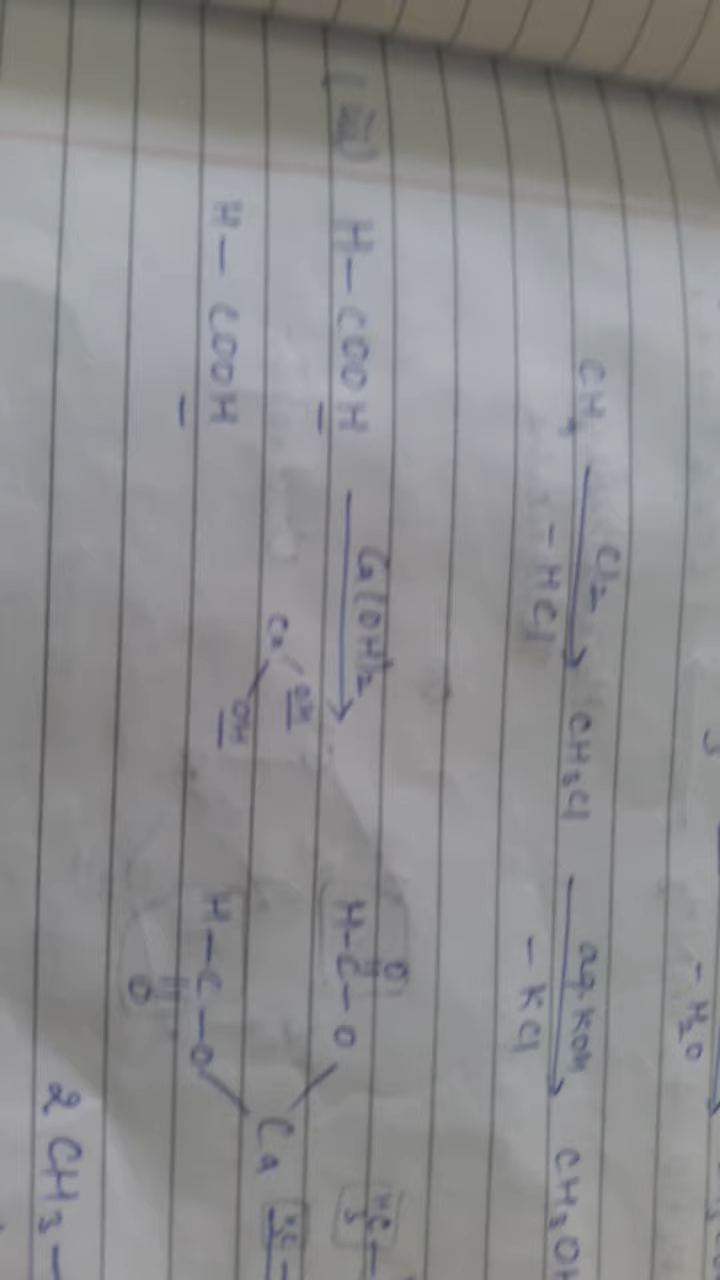 - H₂O
CH₄ Cl₂ - HCl → CH₃Cl aq KOH - KCl → CH₃OH
(iii) H - COOH Ca(OH)₂ → H - C - O
O
H - COOH Ca OH OH H - C - O Ca
O
2 CH₃ -